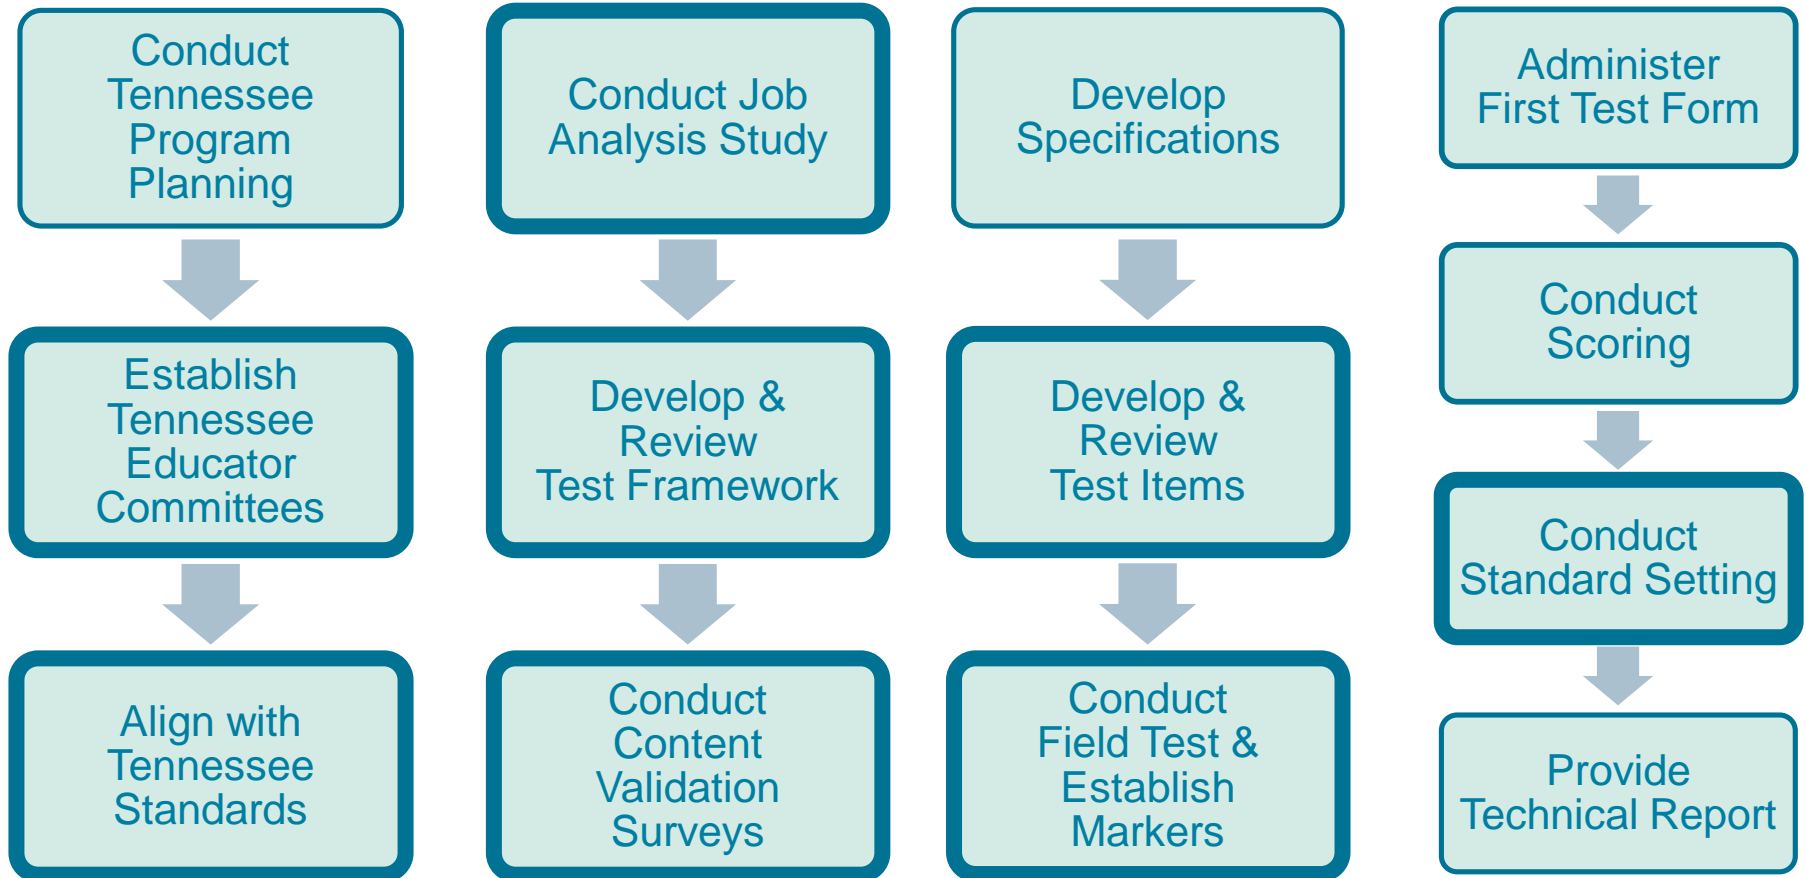 Conduct
Tennessee
Program
Planning
Establish
Tennessee
Educator
Committees
Align with
Tennessee
Standards
Conduct Job
Analysis Study
Develop &
Review
Test Framework
Conduct
Content
Validation
Surveys
Develop
Specifications
Develop &
Review
Test Items
Conduct
Field Test &
Establish
Markers
Administer
First Test Form
Conduct
Scoring
Conduct
Standard Setting
Provide
Technical Report